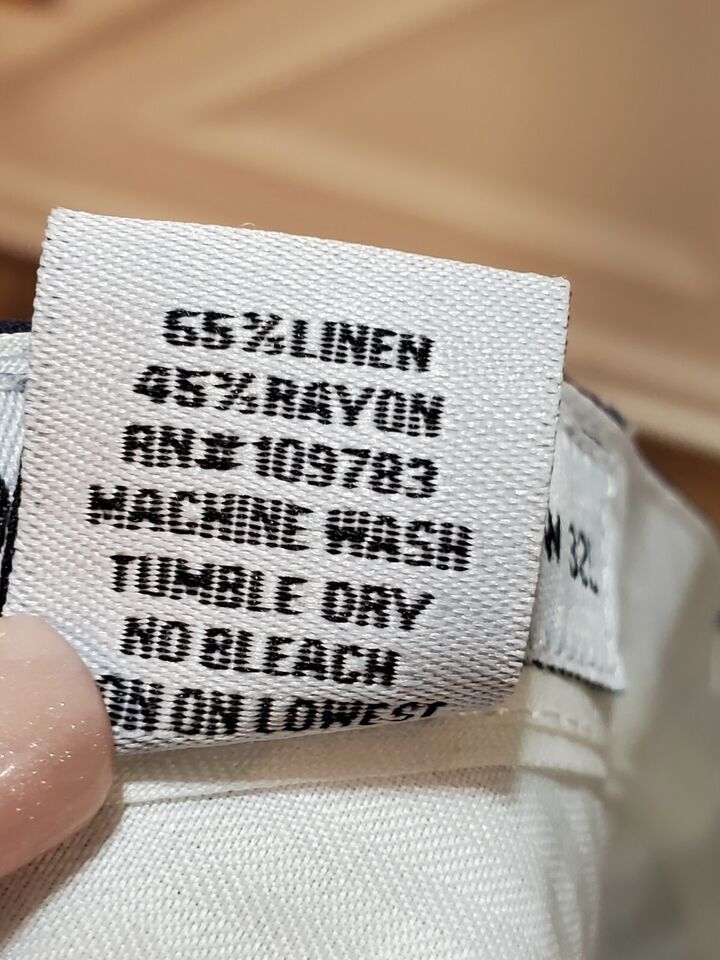 55%LINEN
45%RAYON
RN#109783
MACHINE WASH
TUMBLE DRY
NO BLEACH
ON LOWEST